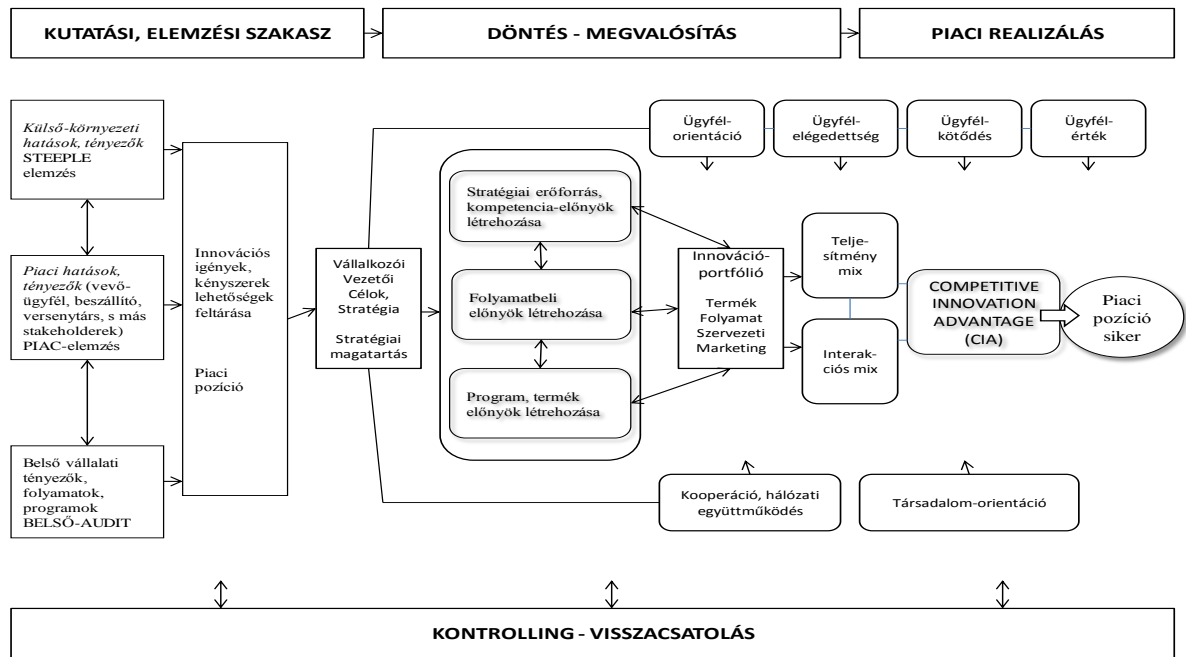 KUTATÁSI, ELEMZÉSI SZAKASZ
DÖNTÉS - MEGVALÓSÍTÁS
PIACI REALIZÁLÁS
Külső-környezeti
hatások, tényezők
STEEPLE
elemzés
Piaci hatások,
tényezők (vevő-
ügyfél, beszállító,
versenytárs, s más
stakeholderek)
PIAC-elemzés
Belső vállalati
tényezők,
folyamatok,
programok
BELSŐ-AUDIT
Innovációs
igények,
kényszerek
lehetőségek
feltárása
Piaci
pozíció
Vállalkozói
Vezetői
Célok,
Stratégia
Stratégiai
magatartás
Stratégiai erőforrás,
kompetencia-előnyök
létrehozása
Folyamatbeli
előnyök létrehozása
Program, termék
előnyök létrehozása
Ügyfél-
orientáció
Ügyfél-
elégedettség
Ügyfél-
kötődés
Ügyfél-
érték
Innováció-
portfólió
Termék
Folyamat
Szervezeti
Marketing
Telje-
sítmény
mix
Interak-
ciós mix
COMPETITIVE
INNOVATION
ADVANTAGE
(CIA)
Piaci
pozíció
siker
Kooperáció, hálózati
együttműködés
Társadalom-orientáció
KONTROLLING - VISSZACSATOLÁS